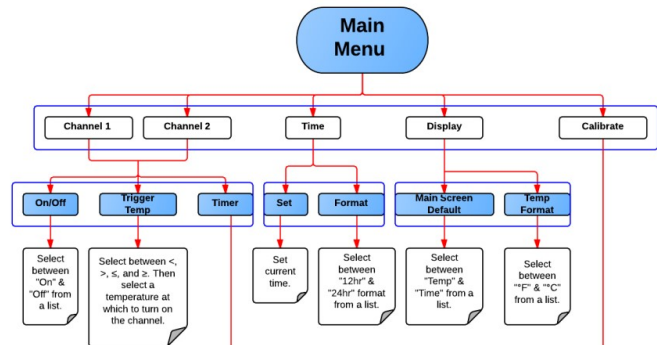 Main
Menu
Channel 1
Channel 2
Time
Display
Calibrate
On/Off
Trigger
Temp
Timer
Set
Format
Main Screen
Default
Temp
Format
Select
between
"On" &
"Off" from
a list.
Select between <,
>, ≤, and ≥. Then
select a
temperature at
which to turn on
the channel.
Set
current
time.
Select
between
"12hr" &
"24hr" format
from a list.
Select
between
"Temp" &
"Time" from a
list.
Select
between
"°F" & "°C"
from a list.